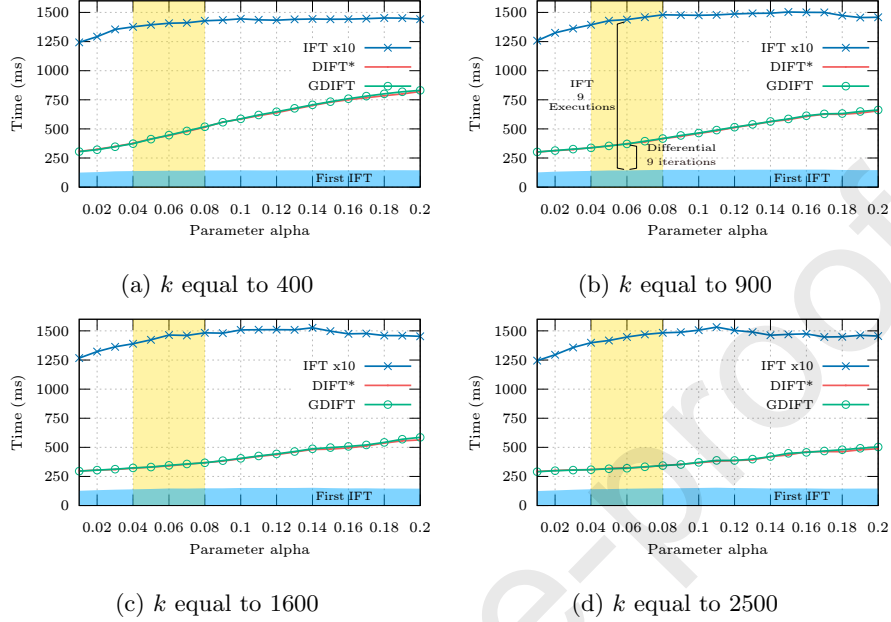 1500
1250
1000
750
500
250
0
Time (ms)
IFT x10
DIFT*
GDIFT
First IFT
0.02 0.04 0.06 0.08 0.1 0.12 0.14 0.16 0.18 0.2
Parameter alpha
(a) k equal to 400
1500
1250
1000
750
500
250
0
Time (ms)
IFT x10
DIFT*
GDIFT
IFT
9
Executions
Differential
9 iterations
First IFT
0.02 0.04 0.06 0.08 0.1 0.12 0.14 0.16 0.18 0.2
Parameter alpha
(b) k equal to 900
1500
1250
1000
750
500
250
0
Time (ms)
IFT x10
DIFT*
GDIFT
First IFT
0.02 0.04 0.06 0.08 0.1 0.12 0.14 0.16 0.18 0.2
Parameter alpha
(c) k equal to 1600
1500
1250
1000
750
500
250
0
Time (ms)
IFT x10
DIFT*
GDIFT
First IFT
0.02 0.04 0.06 0.08 0.1 0.12 0.14 0.16 0.18 0.2
Parameter alpha
(d) k equal to 2500
e-proof